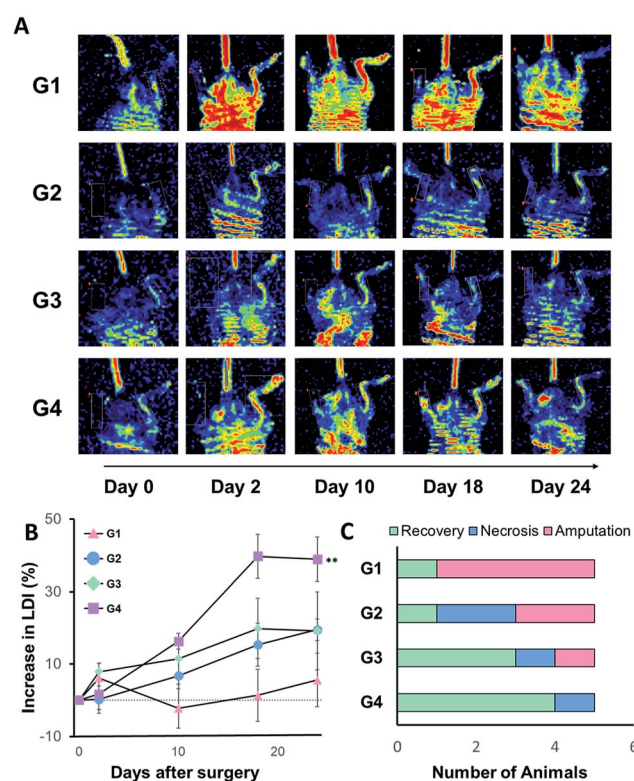 A
G1
G2
G3
G4
Day 0 Day 2 Day 10 Day 18 Day 24
B
50
30
10
-10
Increase in LDI (%)
G1
G2
G3
G4
**
0 20
Days after surgery
C
Recovery Necrosis Amputation
G1
G2
G3
G4
0 2 4 6
Number of Animals